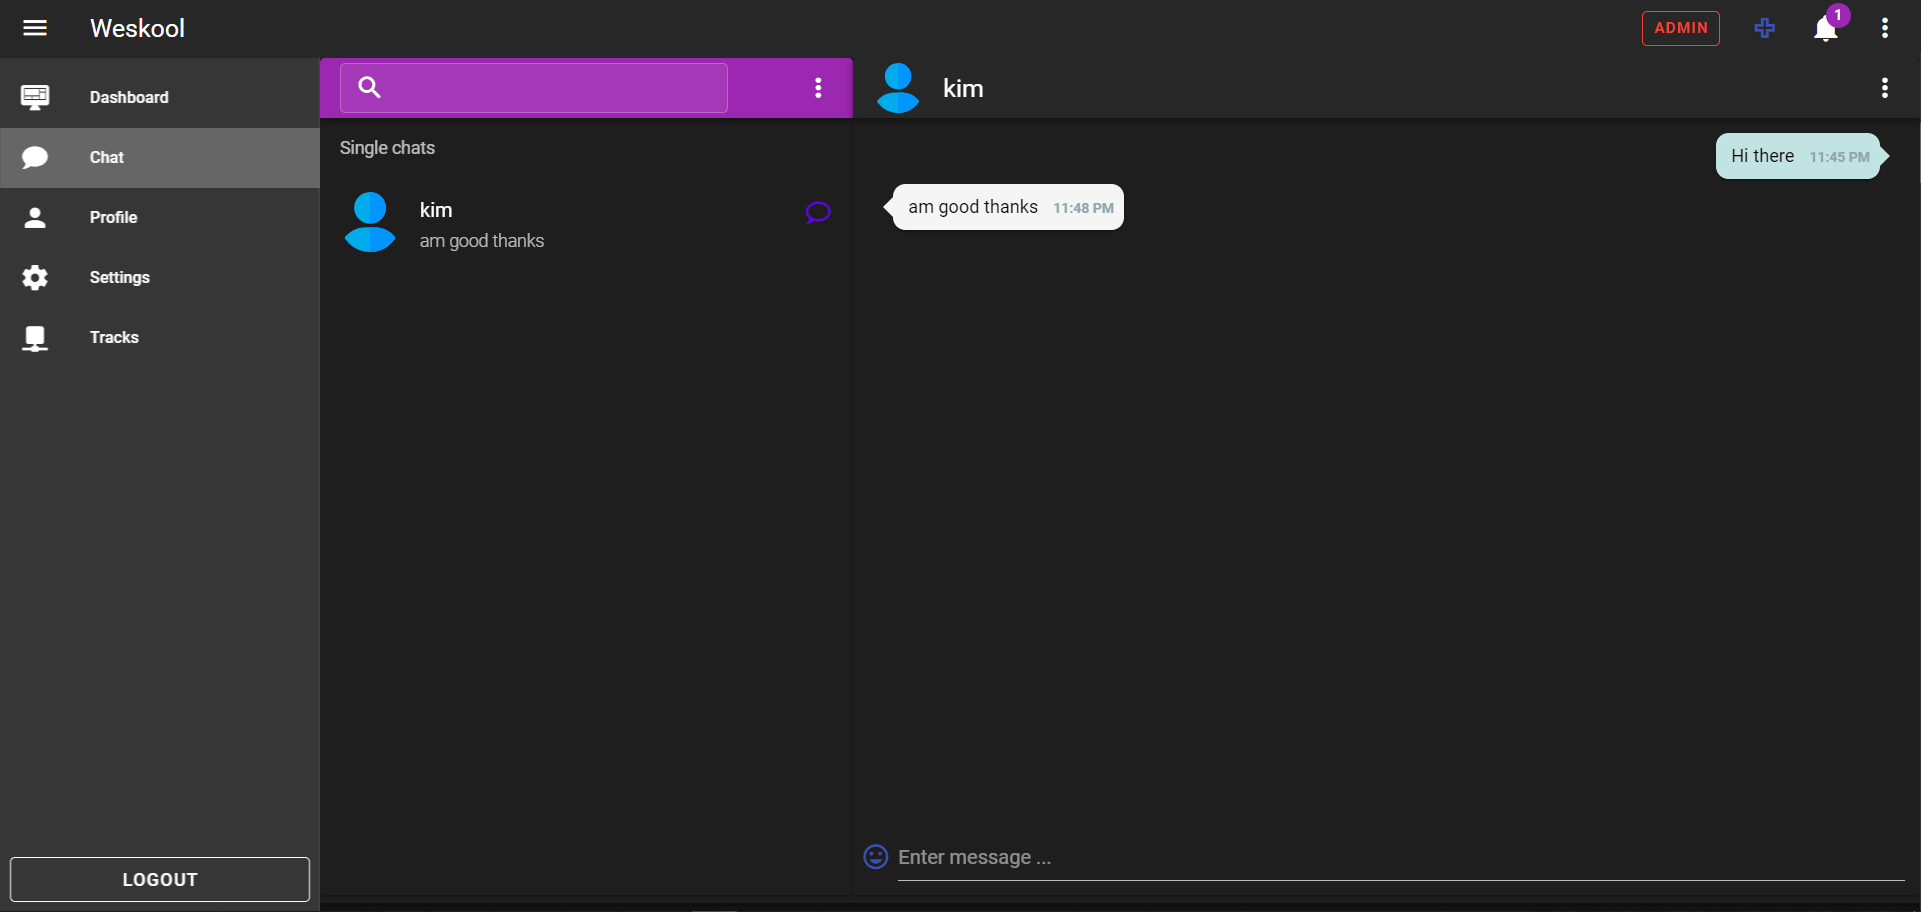 Weskool
ADMIN
1
Dashboard
Chat
Profile
Settings
Tracks
LOGOUT
Single chats
kim
am good thanks
kim
Hi there 11:45 PM
am good thanks 11:48 PM
Enter message ...